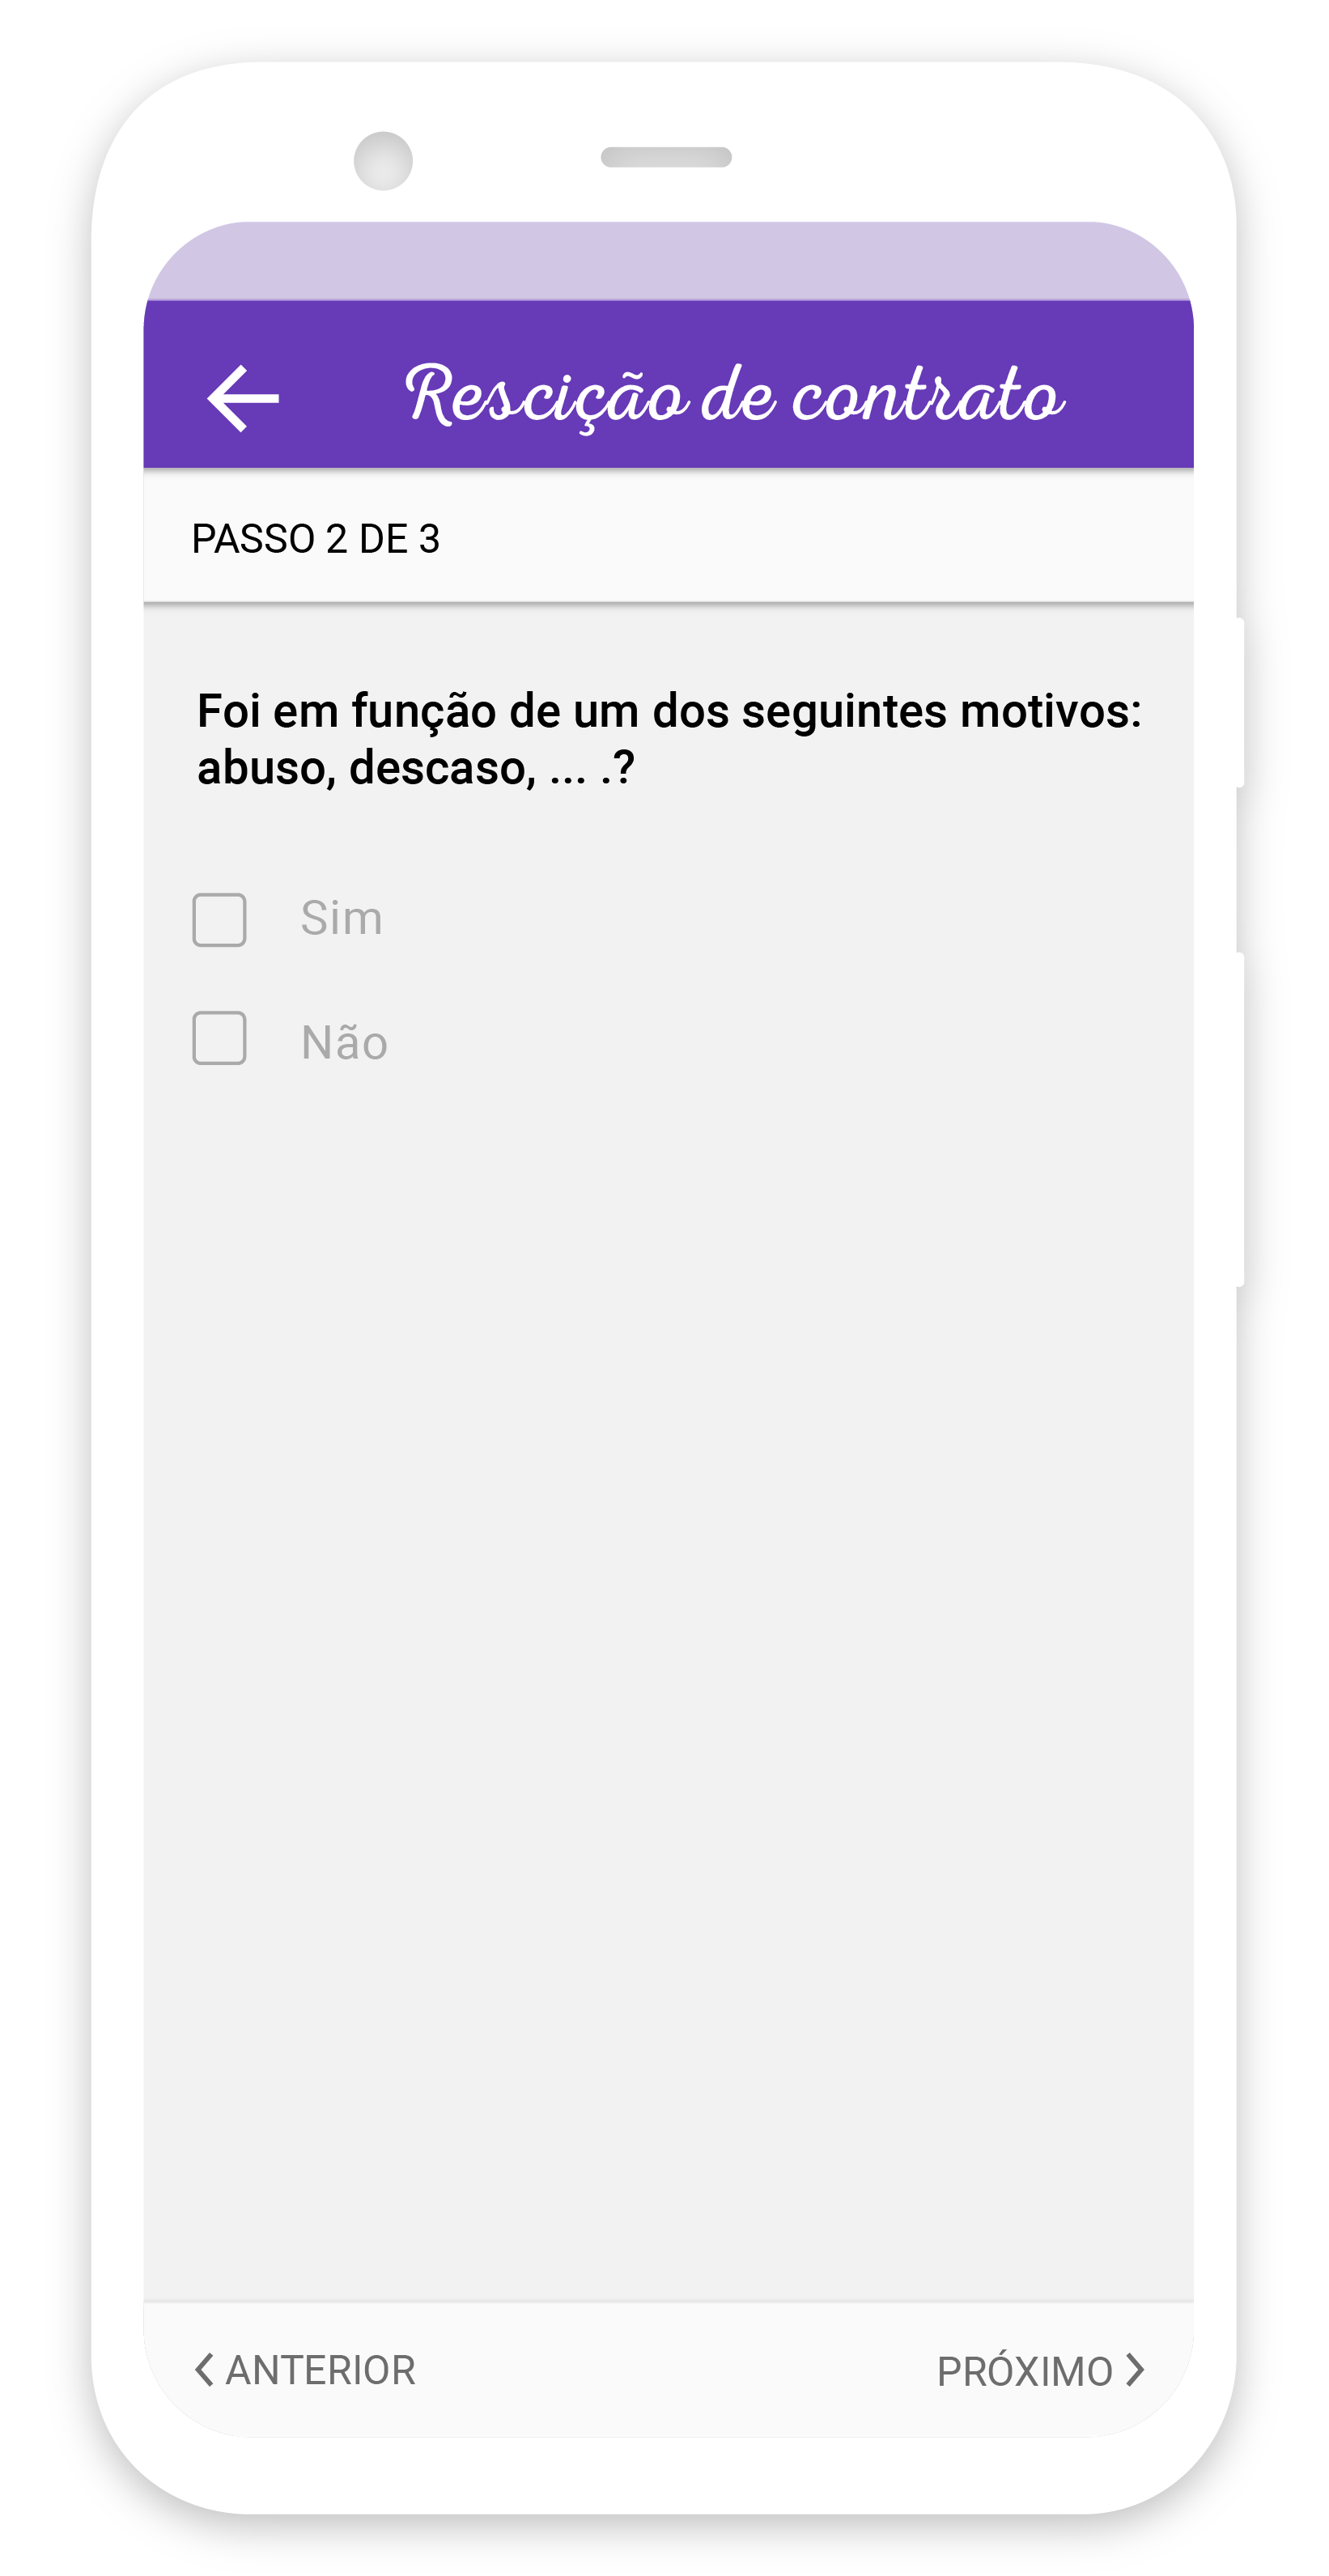 Rescição de contrato
PASSO 2 DE 3
Foi em função de um dos seguintes motivos:
abuso, descaso, ... .?
Sim
Não
ANTERIOR
PRÓXIMO